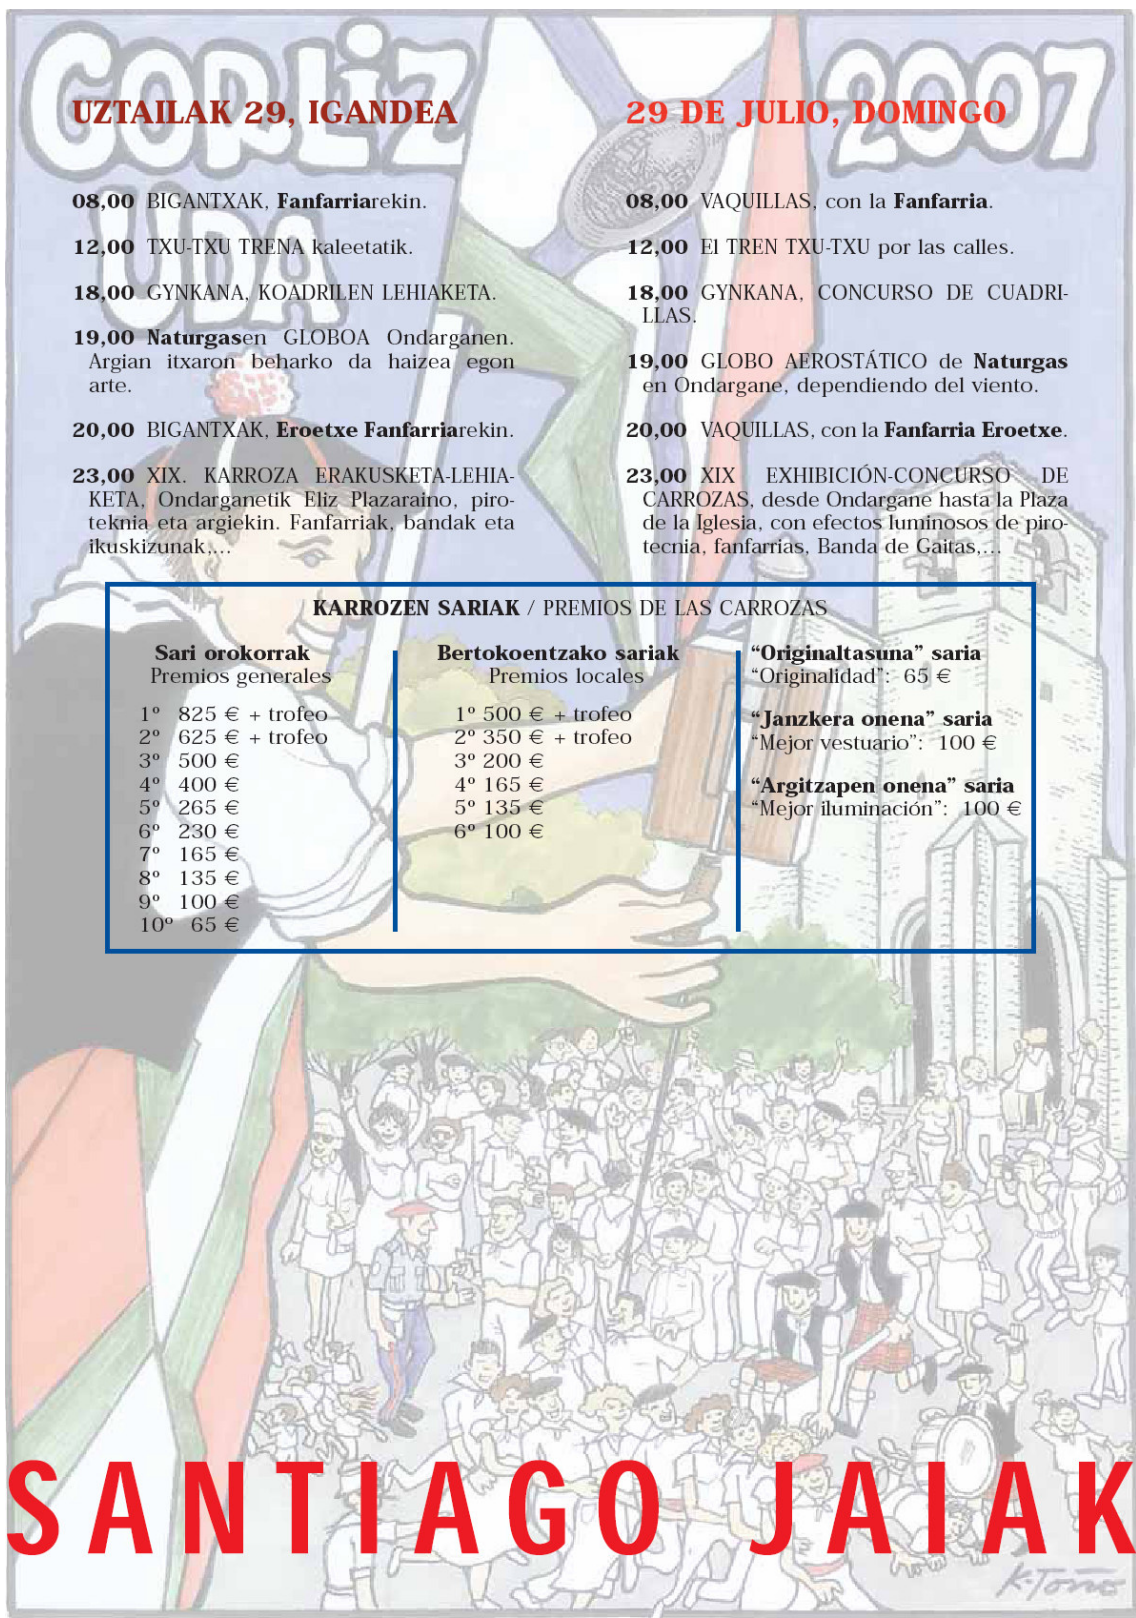 GORLIZ
2007
UDA
UZTAILAK 29, IGANDEA
08,00 BIGANTXAK, Fanfarriarekin.
12,00 TXU-TXU TRENA kaleetatik.
18,00 GYNKANA, KOADRILEN LEHIAKETA.
19,00 Naturgasen GLOBOA Ondarganen.
Argian itxaron beharko da haizea egon
arte.
20,00 BIGANTXAK, Eroetxe Fanfarriarekin.
23,00 XIX. KARROZA ERAKUSKETA-LEHIA-
KETA, Ondarganetik Eliz Plazaraino, piro-
teknia eta argiekin. Fanfarriak, bandak eta
ikuskizunak,...
29 DE JULIO, DOMINGO
08,00 VAQUILLAS, con la Fanfarria.
12,00 El TREN TXU-TXU por las calles.
18,00 GYNKANA, CONCURSO DE CUADRI-
LLAS.
19,00 GLOBO AEROSTÁTICO de Naturgas
en Ondargane, dependiendo del viento.
20,00 VAQUILLAS, con la Fanfarria Eroetxe.
23,00 XIX EXHIBICIÓN-CONCURSO DE
CARROZAS, desde Ondargane hasta la Plaza
de la Iglesia, con efectos luminosos de piro-
tecnia, fanfarrias, Banda de Gaitas,...
KARROZEN SARIAK / PREMIOS DE LAS CARROZAS
Sari orokorrak
Premios generales
1º 825 € + trofeo
2º 625 € + trofeo
3º 500 €
4º 400 €
5º 265 €
6º 230 €
7º 165 €
8º 135 €
9º 100 €
10º 65 €
Bertokoentzako sariak
Premios locales
1º 500 € + trofeo
2º 350 € + trofeo
3º 200 €
4º 165 €
5º 135 €
6º 100 €
“Originaltasuna” saria
“Originalidad”: 65 €
“Janzkera onena” saria
“Mejor vestuario”: 100 €
“Argitzapen onena” saria
“Mejor iluminación”: 100 €
SANTIAGO JAIAK
K-Toño